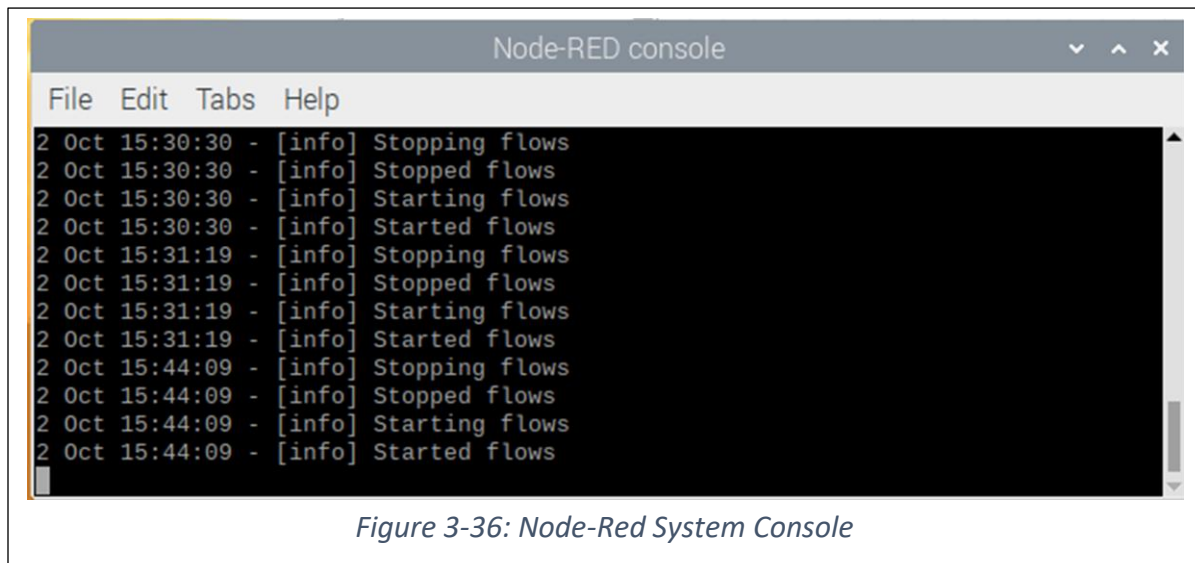 Node-RED console
File Edit Tabs Help
2 Oct 15:30:30 - [info] Stopping flows
2 Oct 15:30:30 - [info] Stopped flows
2 Oct 15:30:30 - [info] Starting flows
2 Oct 15:30:30 - [info] Started flows
2 Oct 15:31:19 - [info] Stopping flows
2 Oct 15:31:19 - [info] Stopped flows
2 Oct 15:31:19 - [info] Starting flows
2 Oct 15:31:19 - [info] Started flows
2 Oct 15:44:09 - [info] Stopping flows
2 Oct 15:44:09 - [info] Stopped flows
2 Oct 15:44:09 - [info] Starting flows
2 Oct 15:44:09 - [info] Started flows
Figure 3-36: Node-Red System Console